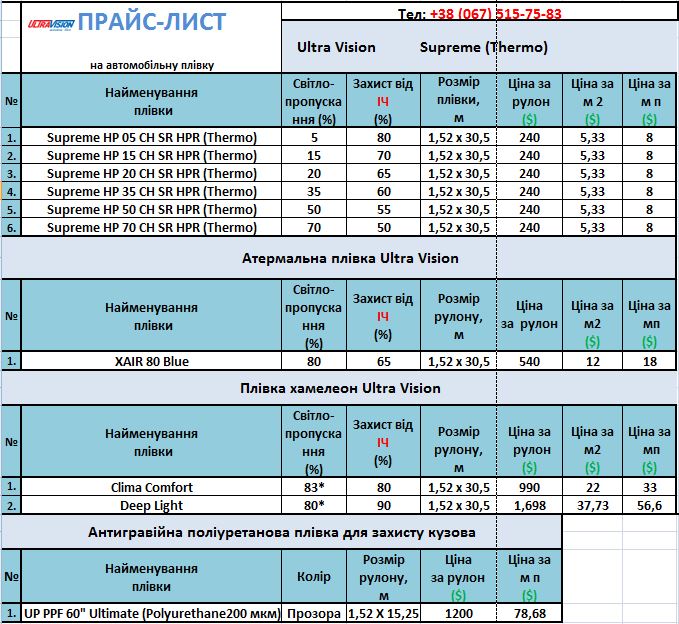 Тел: +38 (067) 515-75-83
ULTRAVISION ПРАЙС-ЛИСТ
Ultra Vision Supreme (Thermo)
на автомобільну плівку
№ Найменування плівки Світло-пропуска ння (%) Захист від ІЧ (%) Розмір плівки, м Ціна за рулон ($) Ціна за м 2 ($) Ціна за м п ($)
1. Supreme HP 05 CH SR HPR (Thermo) 5 80 1,52 x 30,5 240 5,33 8
2. Supreme HP 15 CH SR HPR (Thermo) 15 70 1,52 x 30,5 240 5,33 8
3. Supreme HP 20 CH SR HPR (Thermo) 20 65 1,52 x 30,5 240 5,33 8
4. Supreme HP 35 CH SR HPR (Thermo) 35 60 1,52 x 30,5 240 5,33 8
5. Supreme HP 50 CH SR HPR (Thermo) 50 55 1,52 x 30,5 240 5,33 8
6. Supreme HP 70 CH SR HPR (Thermo) 70 50 1,52 x 30,5 240 5,33 8
Атермальна плівка Ultra Vision
№ Найменування плівки Світло-пропуска ння (%) Захист від ІЧ (%) Розмір рулону, м Ціна за рулон Ціна за м2 ($) Ціна за мп ($)
1. XAIR 80 Blue 80 65 1,52 x 30,5 540 12 18
Плівка хамелеон Ultra Vision
№ Найменування плівки Світло-пропуска ння (%) Захист від ІЧ (%) Розмір рулону, м Ціна за рулон ($) Ціна за м2 ($) Ціна за мп ($)
1. Clima Comfort 83* 80 1,52 x 30,5 990 22 33
2. Deep Light 80* 90 1,52 x 30,5 1,698 37,73 56,6
Антигравійна поліуретанова плівка для захисту кузова
№ Найменування плівки Колір Розмір рулону, м Ціна за рулон ($) Ціна за м п ($)
1. UP PPF 60" Ultimate (Polyurethane200 мкм) Прозора 1,52 X 15,25 1200 78,68